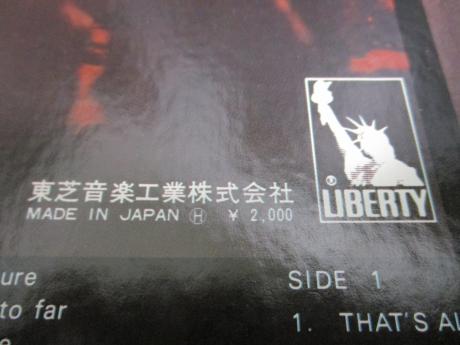 東芝音楽工業株式会社
MADE IN JAPAN Ⓗ ¥ 2,000
® LIBERTY
ure
to far
SIDE 1
1. THAT'S